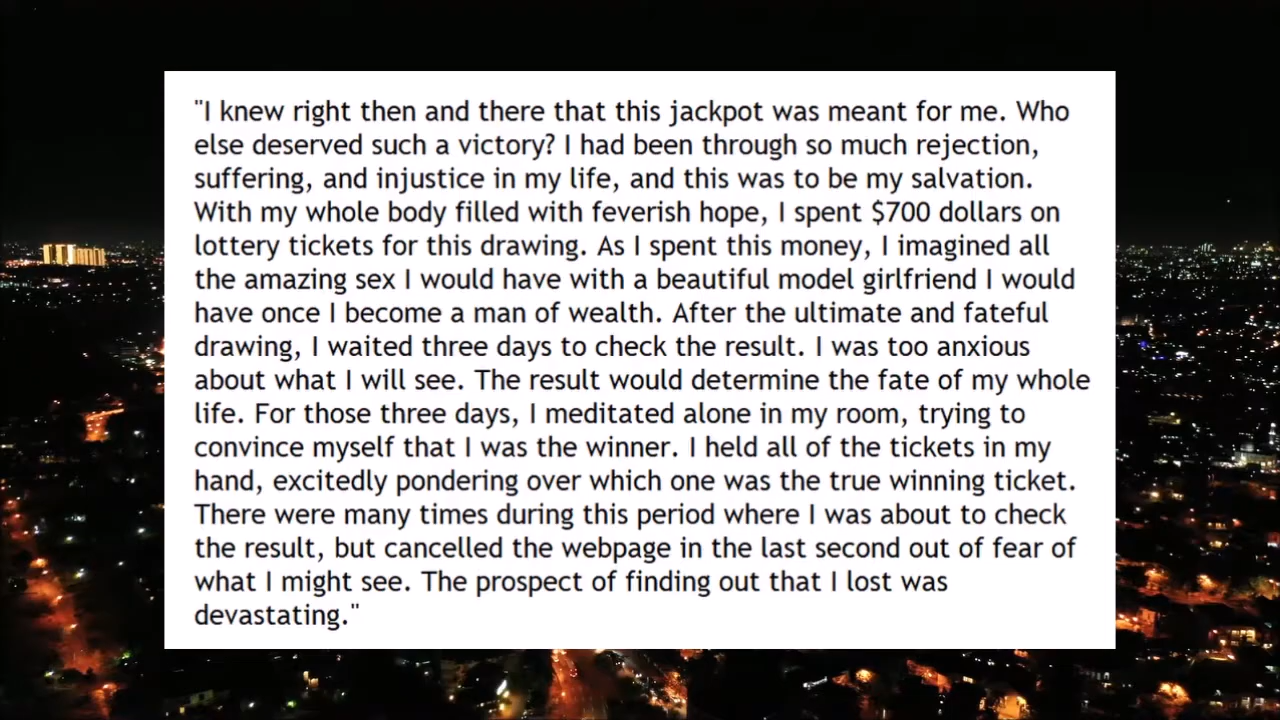 "I knew right then and there that this jackpot was meant for me. Who
else deserved such a victory? I had been through so much rejection,
suffering, and injustice in my life, and this was to be my salvation.
With my whole body filled with feverish hope, I spent $700 dollars on
lottery tickets for this drawing. As I spent this money, I imagined all
the amazing sex I would have with a beautiful model girlfriend I would
have once I become a man of wealth. After the ultimate and fateful
drawing, I waited three days to check the result. I was too anxious
about what I will see. The result would determine the fate of my whole
life. For those three days, I meditated alone in my room, trying to
convince myself that I was the winner. I held all of the tickets in my
hand, excitedly pondering over which one was the true winning ticket.
There were many times during this period where I was about to check
the result, but cancelled the webpage in the last second out of fear of
what I might see. The prospect of finding out that I lost was
devastating."